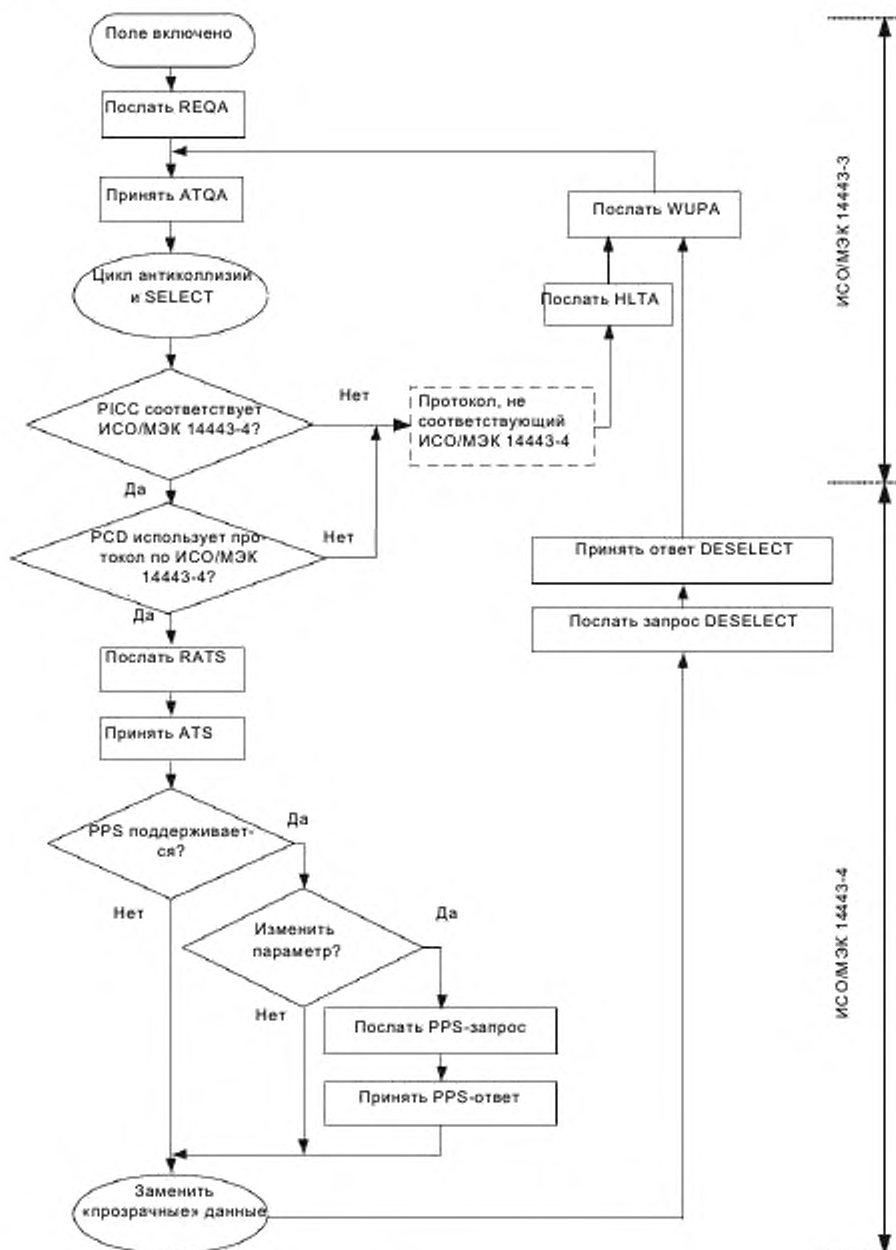 Поле включено
Послать REQA
Принять ATQA
Послать WUPA
Цикл антиколлизии
и SELECT
Послать HLTA
ИСО/МЭК 14443-3
PICC соответствует
ИСО/МЭК 14443-4?
Нет
Протокол, не
соответствующий
ИСО/МЭК 14443-4
Да
PCD использует про-
токол по ИСО/МЭК
14443-4?
Нет
Принять ответ DESELECT
Да
Послать запрос DESELECT
Послать RATS
Принять ATS
PPS поддерживает-
ся?
Да
Нет
Изменить
параметр?
Да
ИСО/МЭК 14443-4
Нет
Послать PPS-запрос
Принять PPS-ответ
Заменить
«прозрачные» данные